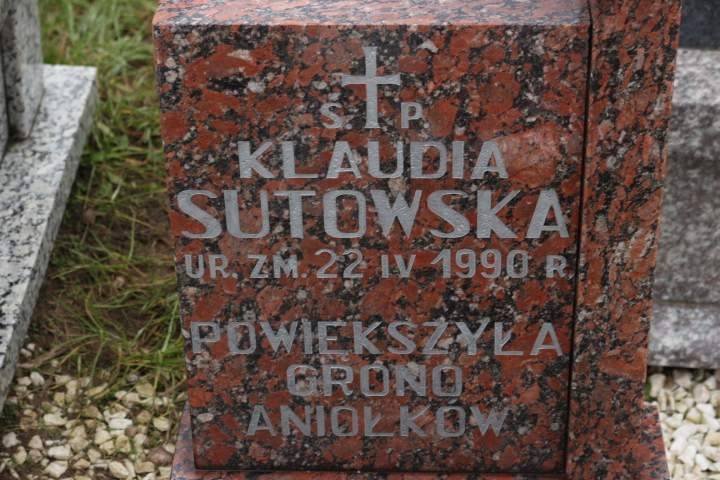 Ś P
KLAUDIA
SUTOWSKA
UR. ZM. 22 IV 1990 R.
POWIĘKSZYŁA
GRONO
ANIOŁKÓW